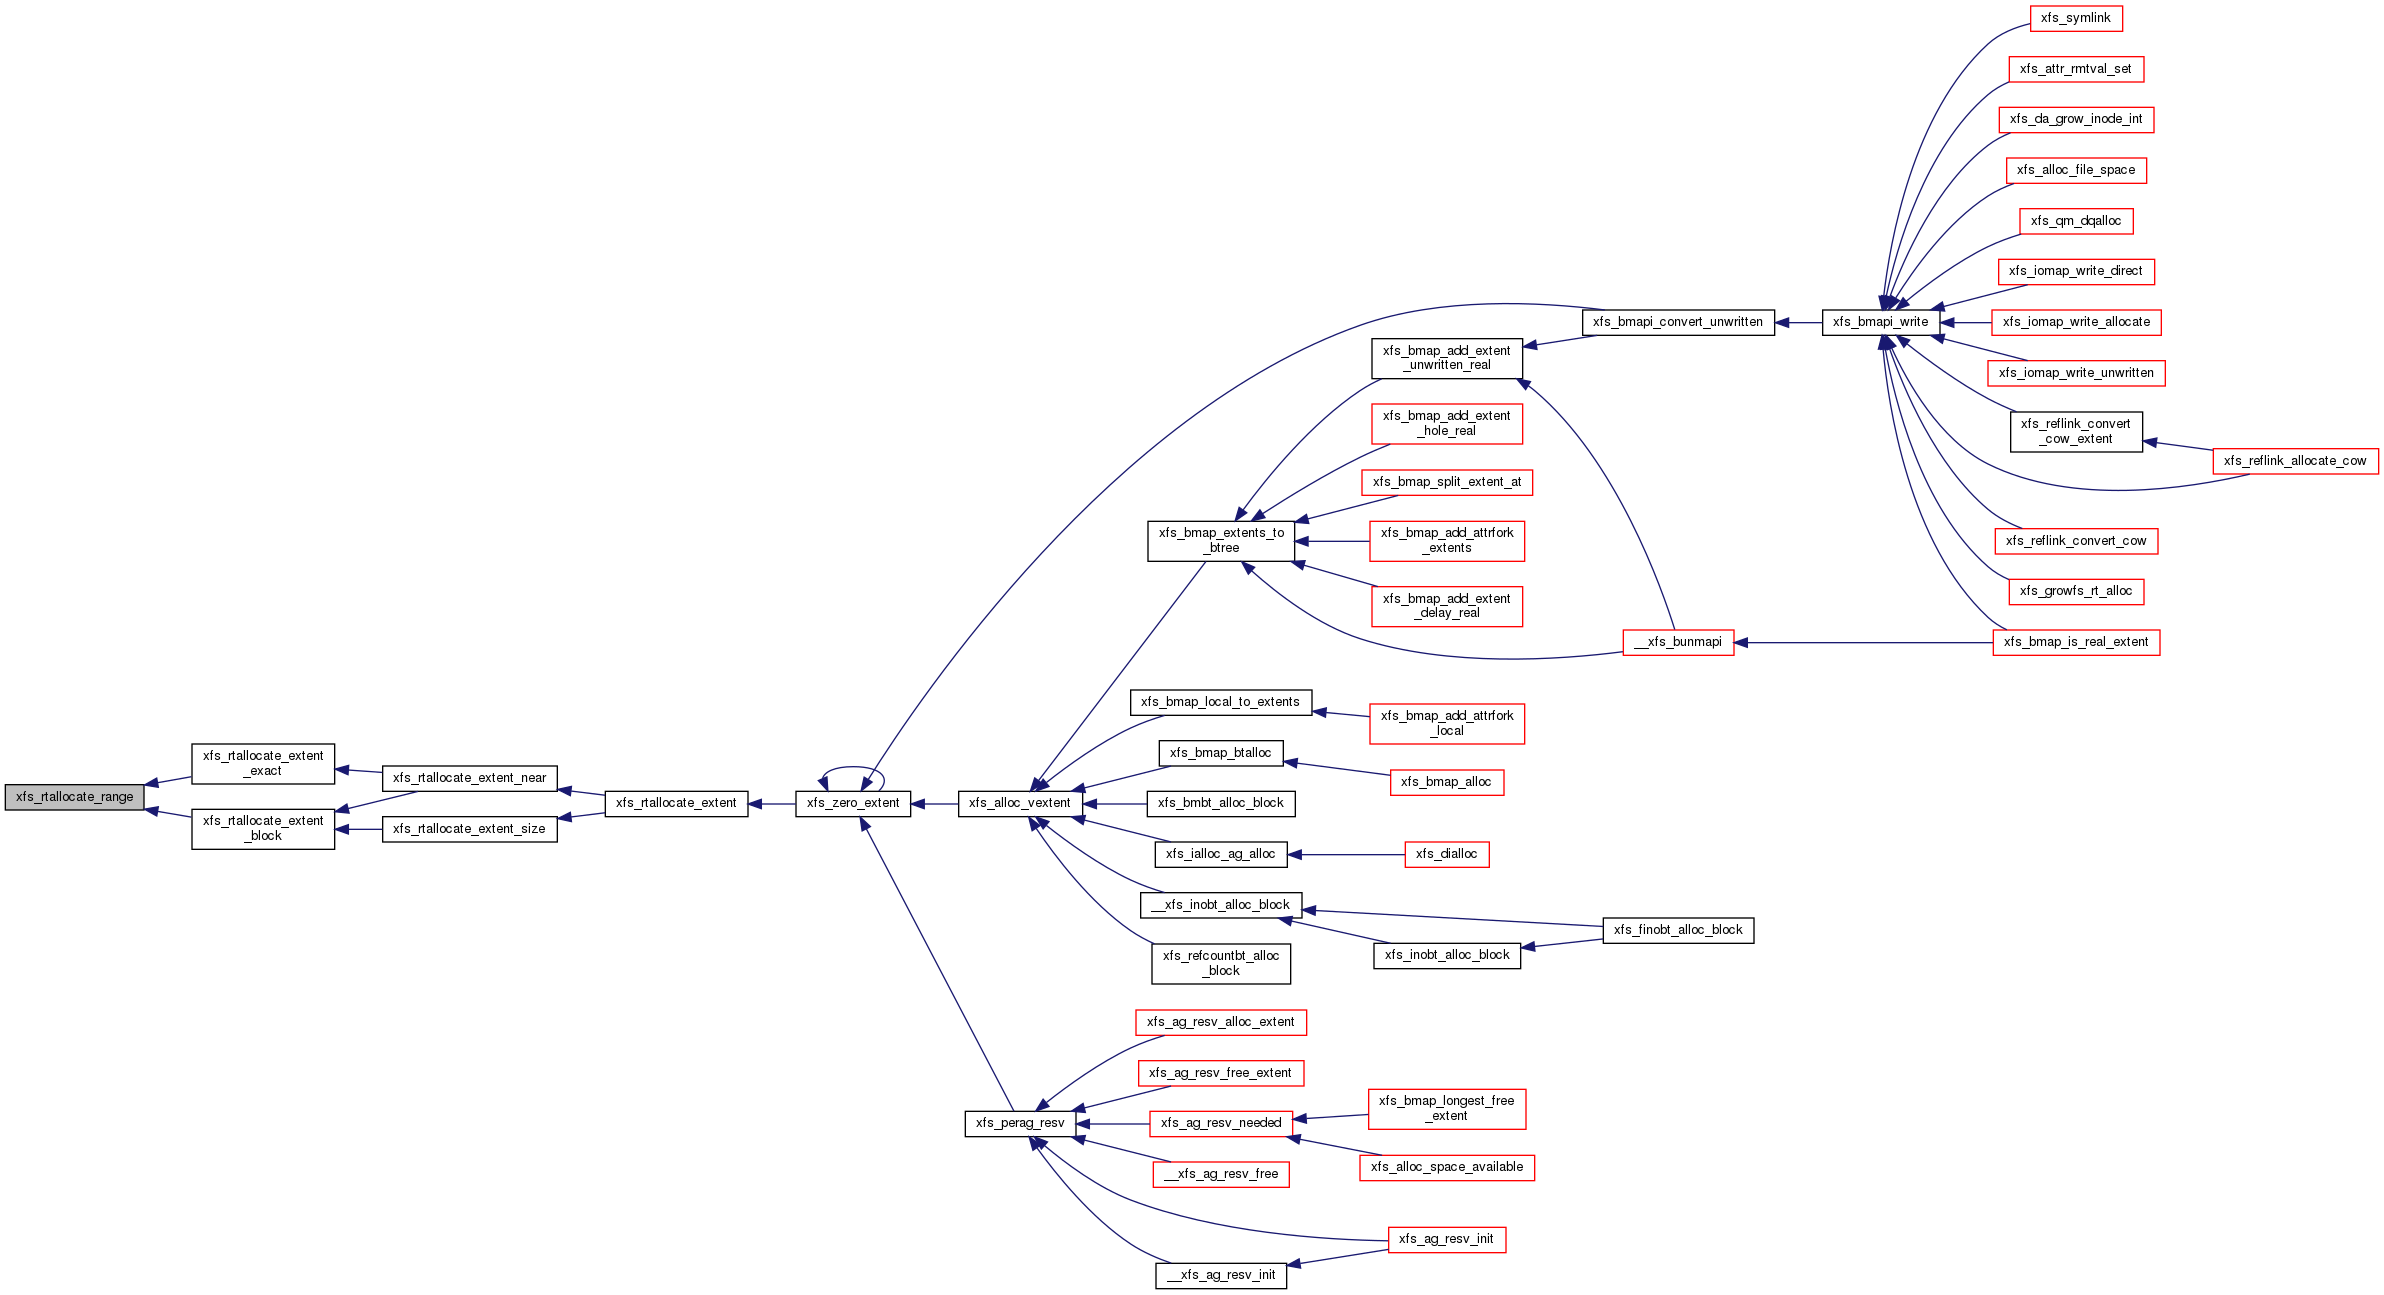 xfs_symlink
xfs_attr_rmtval_set
xfs_da_grow_inode_int
xfs_alloc_file_space
xfs_qm_dqalloc
xfs_iomap_write_direct
xfs_bmapi_convert_unwritten
xfs_bmapi_write
xfs_iomap_write_allocate
xfs_bmap_add_extent
_unwritten_real
xfs_iomap_write_unwritten
xfs_bmap_add_extent
_hole_real
xfs_reflink_convert
_cow_extent
xfs_reflink_allocate_cow
xfs_bmap_split_extent_at
xfs_bmap_extents_to
_btree
xfs_bmap_add_attrfork
_extents
xfs_reflink_convert_cow
xfs_bmap_add_extent
_delay_real
xfs_growfs_rt_alloc
__xfs_bunmapi
xfs_bmap_is_real_extent
xfs_bmap_local_to_extents
xfs_bmap_add_attrfork
_local
xfs_bmap_btalloc
xfs_bmap_alloc
xfs_rtallocate_extent
_exact
xfs_rtallocate_extent_near
xfs_rtallocate_range
xfs_rtallocate_extent
xfs_zero_extent
xfs_alloc_vextent
xfs_bmbt_alloc_block
xfs_rtallocate_extent
_block
xfs_rtallocate_extent_size
xfs_ialloc_ag_alloc
xfs_dialloc
__xfs_inobt_alloc_block
xfs_finobt_alloc_block
xfs_inobt_alloc_block
xfs_refcountbt_alloc
_block
xfs_ag_resv_alloc_extent
xfs_ag_resv_free_extent
xfs_bmap_longest_free
_extent
xfs_perag_resv
xfs_ag_resv_needed
xfs_alloc_space_available
__xfs_ag_resv_free
xfs_ag_resv_init
__xfs_ag_resv_init